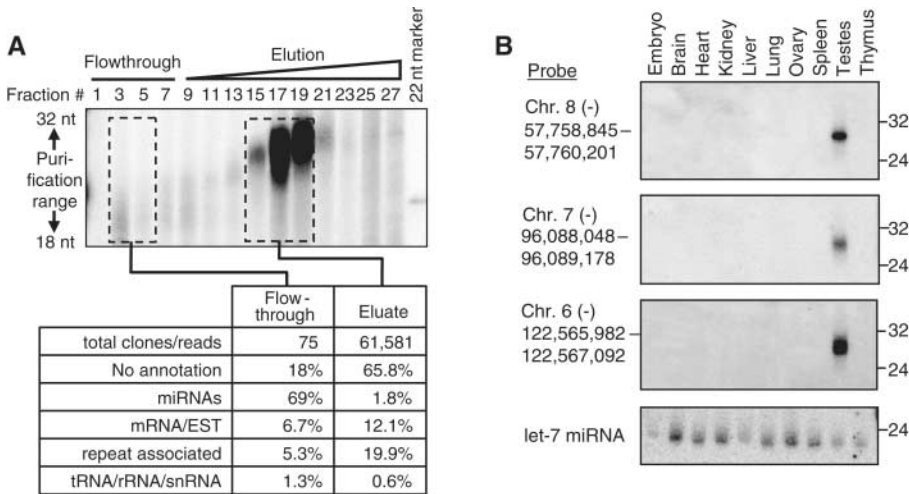 A
Flowthrough
Elution
22 nt marker
Fraction #
1 3 5 7 9 11 13 15 17 19 21 23 25 27
32 nt
Puri-
fication
range
18 nt
Flow-
through
Eluate
total clones/reads 75 61,581
No annotation 18% 65.8%
miRNAs 69% 1.8%
mRNA/EST 6.7% 12.1%
repeat associated 5.3% 19.9%
tRNA/rRNA/snRNA 1.3% 0.6%
B
Embryo
Brain
Heart
Kidney
Liver
Lung
Ovary
Spleen
Testes
Thymus
Probe
Chr. 8 (-)
57,758,845–
57,760,201
-32
-24
Chr. 7 (-)
96,088,048–
96,089,178
-32
-24
Chr. 6 (-)
122,565,982–
122,567,092
-32
-24
let-7 miRNA
-24